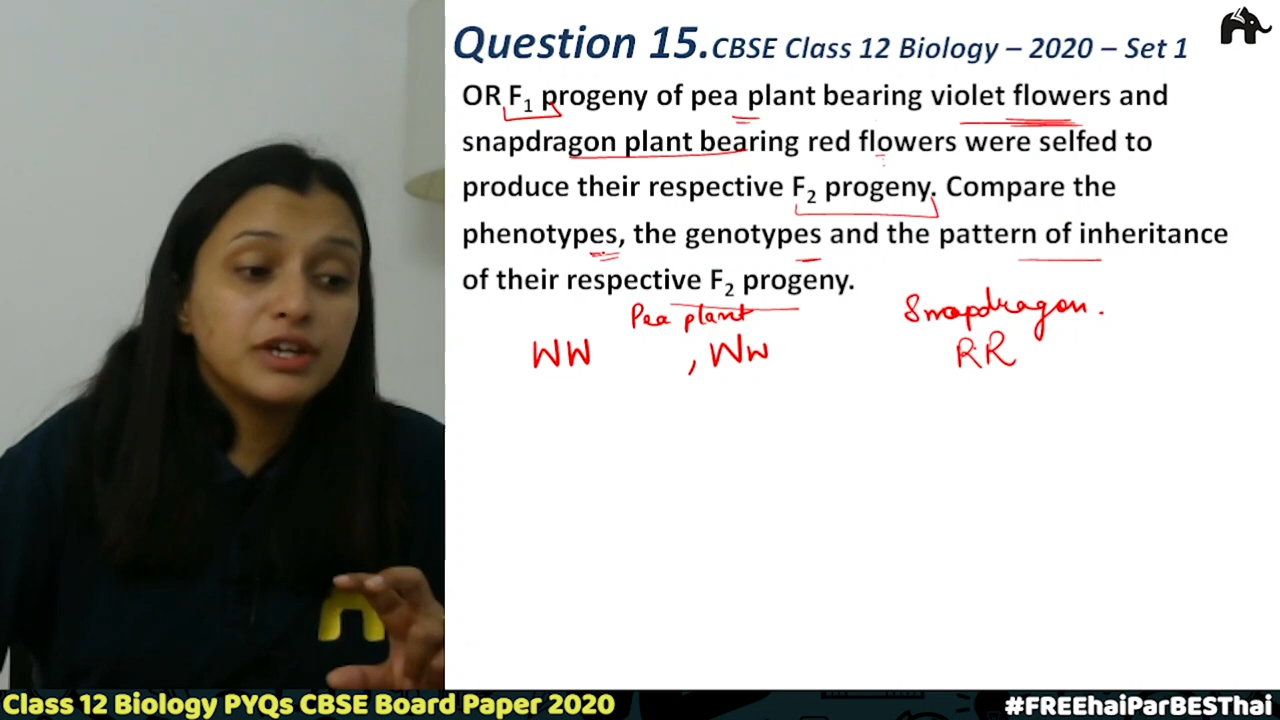 Question 15. CBSE Class 12 Biology – 2020 – Set 1
OR F₁ progeny of pea plant bearing violet flowers and
snapdragon plant bearing red flowers were selfed to
produce their respective F₂ progeny. Compare the
phenotypes, the genotypes and the pattern of inheritance
of their respective F₂ progeny.
Pea plant Snapdragon.
WW , Ww RR
Class 12 Biology PYQs CBSE Board Paper 2020 #FREEhaiParBESThai